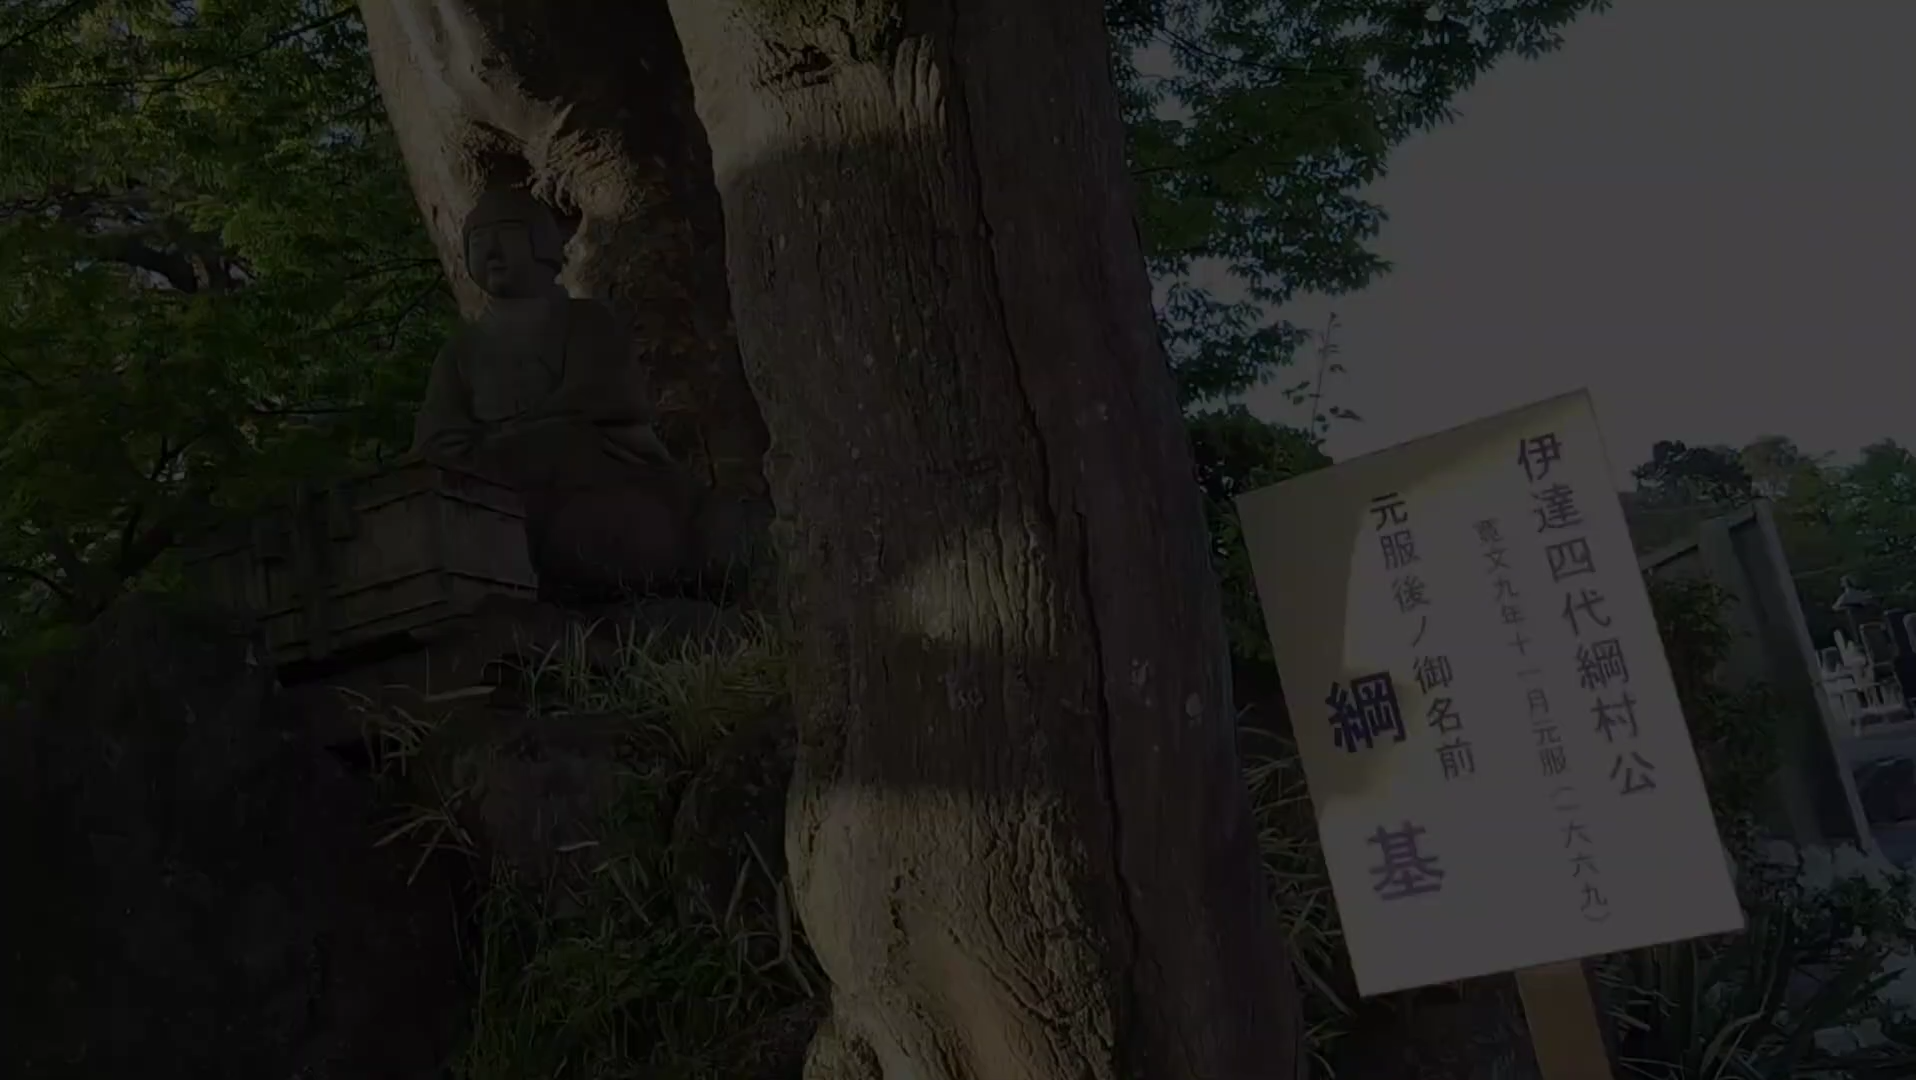 伊達四代綱村公
寛文九年十一月元服(一六六九)
元服後ノ御名前
綱基